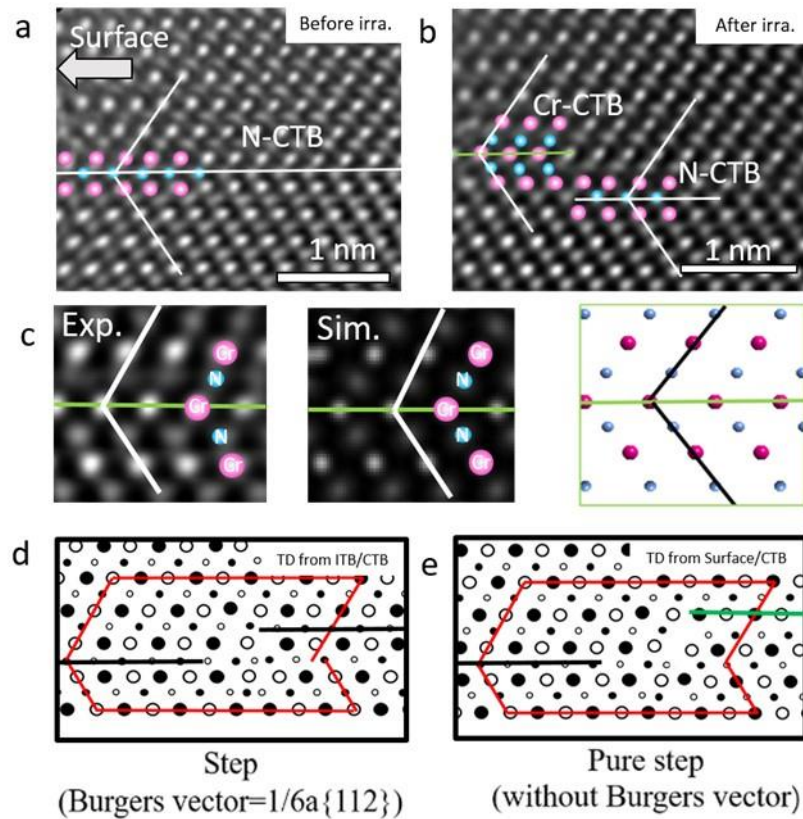 a
Before irra.
Surface
N-CTB
1 nm
b
After irra.
Cr-CTB
N-CTB
1 nm
c
Exp.
Cr
N
Cr
N
Cr
Sim.
Cr
N
Cr
N
Cr
d
TD from ITB/CTB
Step
(Burgers vector=1/6a{112})
e
TD from Surface/CTB
Pure step
(without Burgers vector)